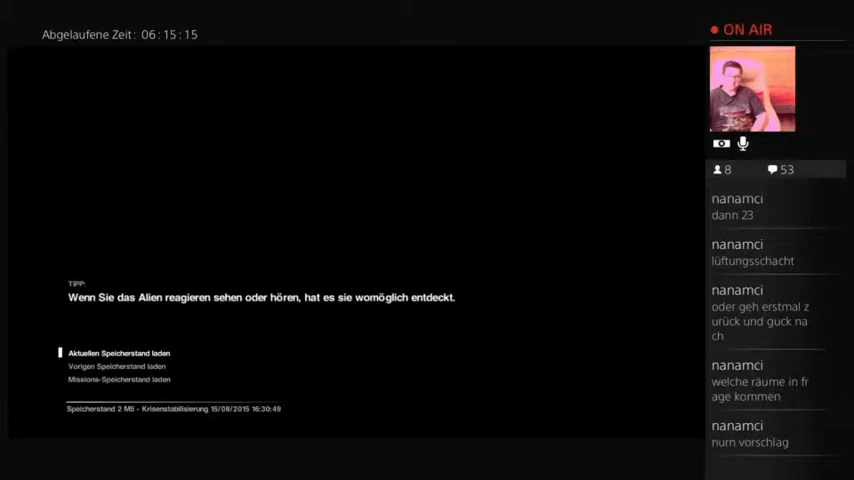 Abgelaufene Zeit: 06:15:15
ON AIR
8 53
nanamci
dann 23
nanamci
lüftungsschacht
nanamci
oder geh erstmal z
urück und guck na
ch
nanamci
welche räume in fr
age kommen
nanamci
nurn vorschlag
TIPP:
Wenn Sie das Alien reagieren sehen oder hören, hat es sie womöglich entdeckt.
Aktuellen Speicherstand laden
Vorigen Speicherstand laden
Missions-Speicherstand laden
Speicherstand 2 M5 - Krisenstabilisierung 15/08/2015 16:30:49